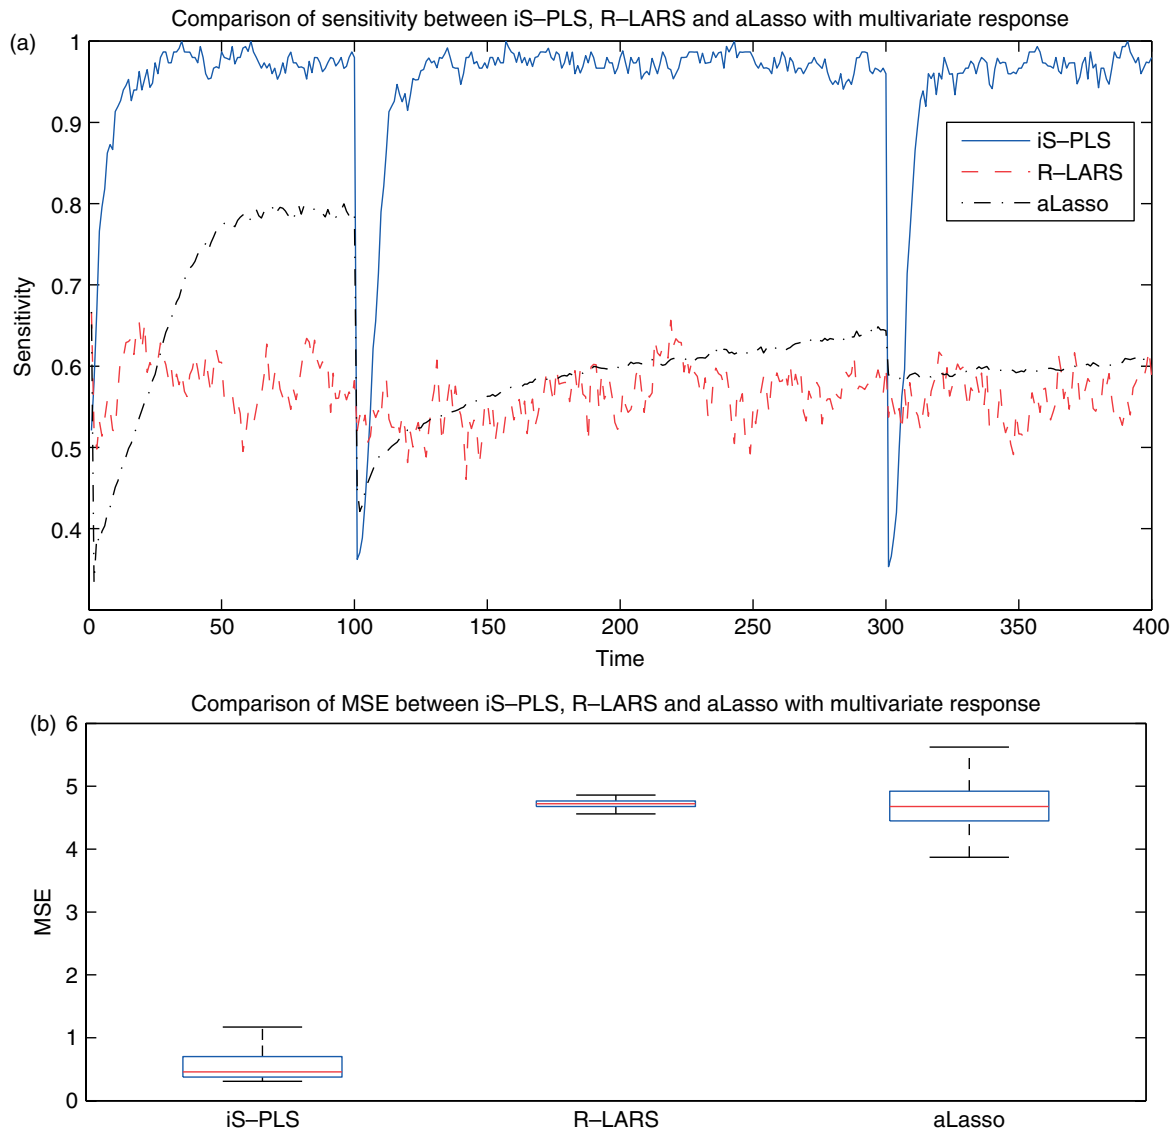 Comparison of sensitivity between iS–PLS, R–LARS and aLasso with multivariate response
(a)
1
0.9
0.8
0.7
0.6
0.5
0.4
Sensitivity
iS–PLS
R–LARS
aLasso
0 50 100 150 200 250 300 350 400
Time
Comparison of MSE between iS–PLS, R–LARS and aLasso with multivariate response
(b)
6
5
4
3
2
1
0
MSE
iS–PLS R–LARS aLasso